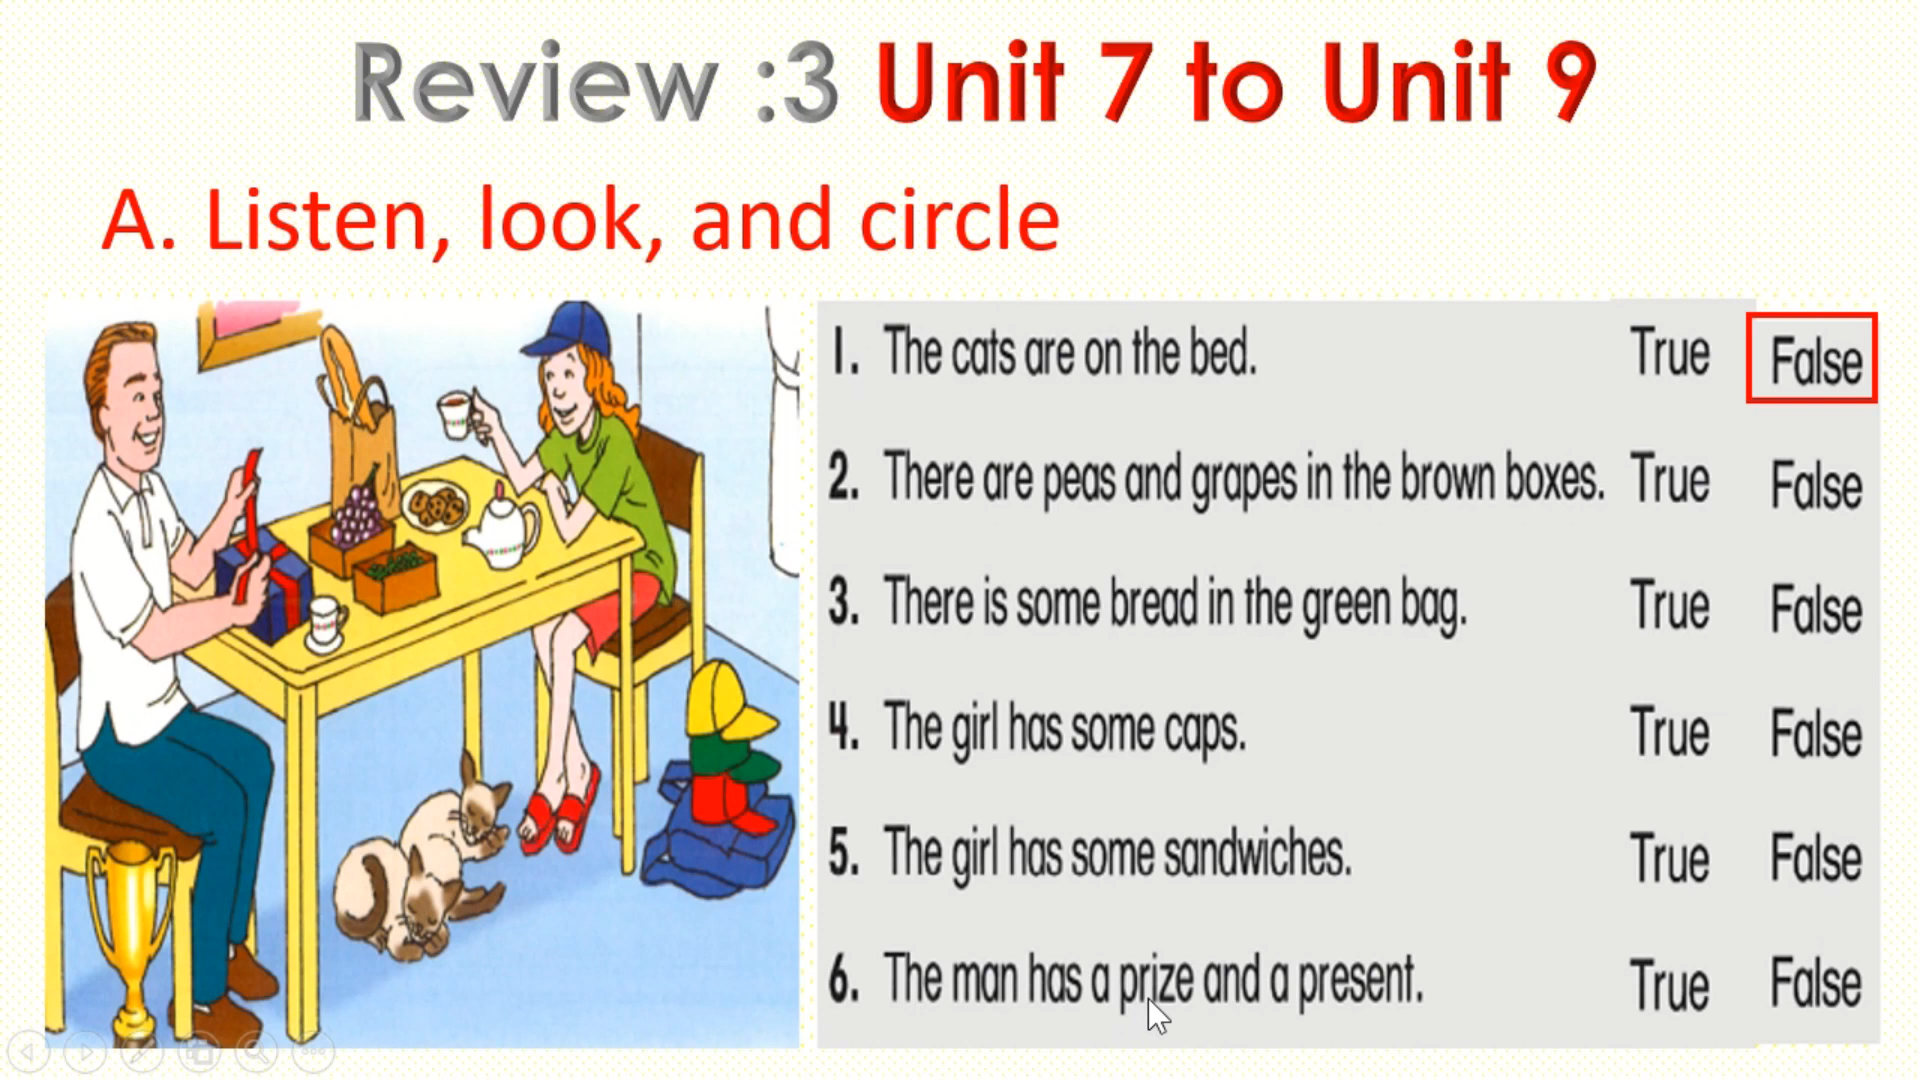 Review :3 Unit 7 to Unit 9
A. Listen, look, and circle
1. The cats are on the bed. True False
2. There are peas and grapes in the brown boxes. True False
3. There is some bread in the green bag. True False
4. The girl has some caps. True False
5. The girl has some sandwiches. True False
6. The man has a prize and a present. True False